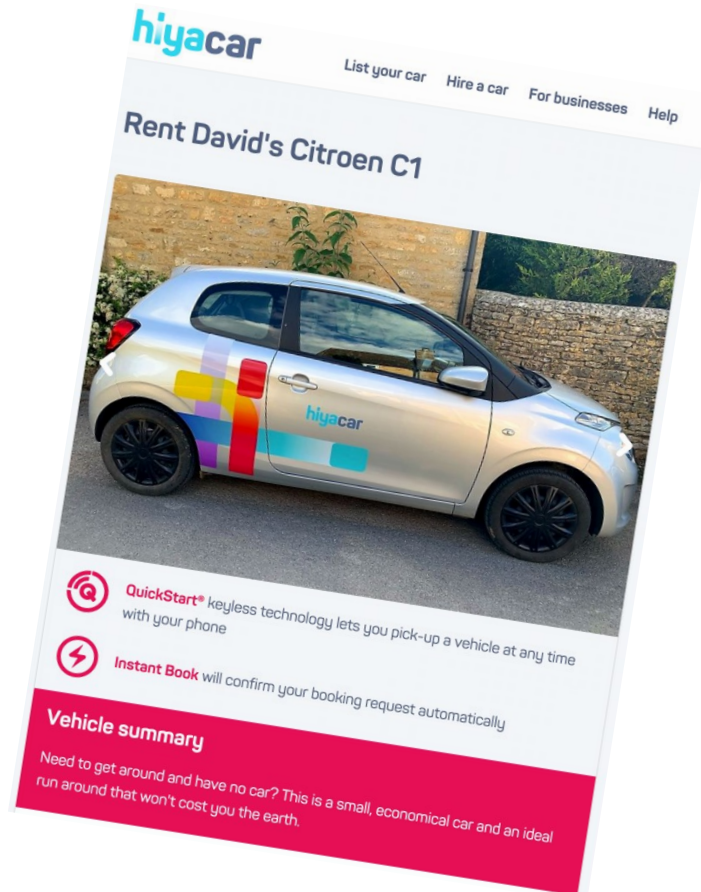 hiyacar
List your car
Hire a car
For businesses
Help
Rent David's Citroen C1
hiyacar
QuickStart® keyless technology lets you pick-up a vehicle at any time
with your phone
Instant Book will confirm your booking request automatically
Vehicle summary
Need to get around and have no car? This is a small, economical car and an ideal
run around that won't cost you the earth.